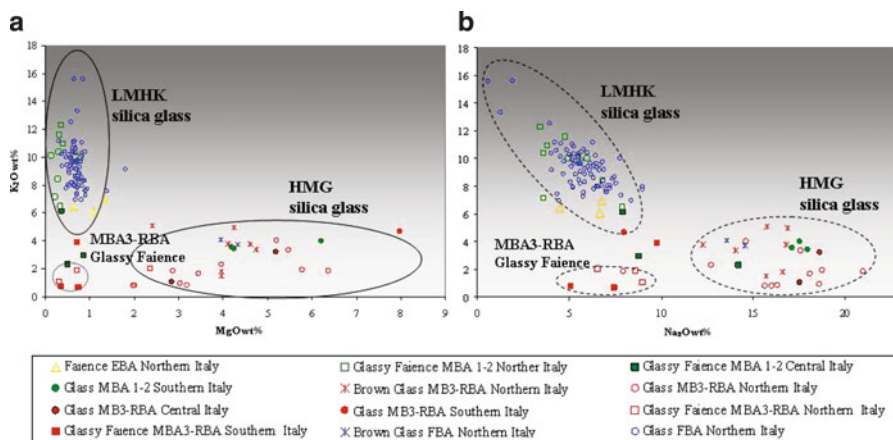 a
b
18
16
14
12
10
8
6
4
2
0
K₂Owt%
LMHK
silica glass
HMG
silica glass
MBA3-RBA
Glassy Faience
0 1 2 3 4 5 6 7 8 9
MgOwt%
18
16
14
12
10
8
6
4
2
0
LMHK
silica glass
HMG
silica glass
MBA3-RBA
Glassy Faience
0 5 10 15 20
Na₂Owt%
Faience EBA Northern Italy
Glassy Faience MBA 1-2 Norther Italy
Glassy Faience MBA 1-2 Central Italy
Glass MBA 1-2 Southern Italy
Brown Glass MB3-RBA Northern Italy
Glass MB3-RBA Northern Italy
Glass MB3-RBA Central Italy
Glass MB3-RBA Southern Italy
Glassy Faience MBA3-RBA Northern Italy
Glassy Faience MBA3-RBA Southern Italy
Brown Glass FBA Northern Italy
Glass FBA Northern Italy